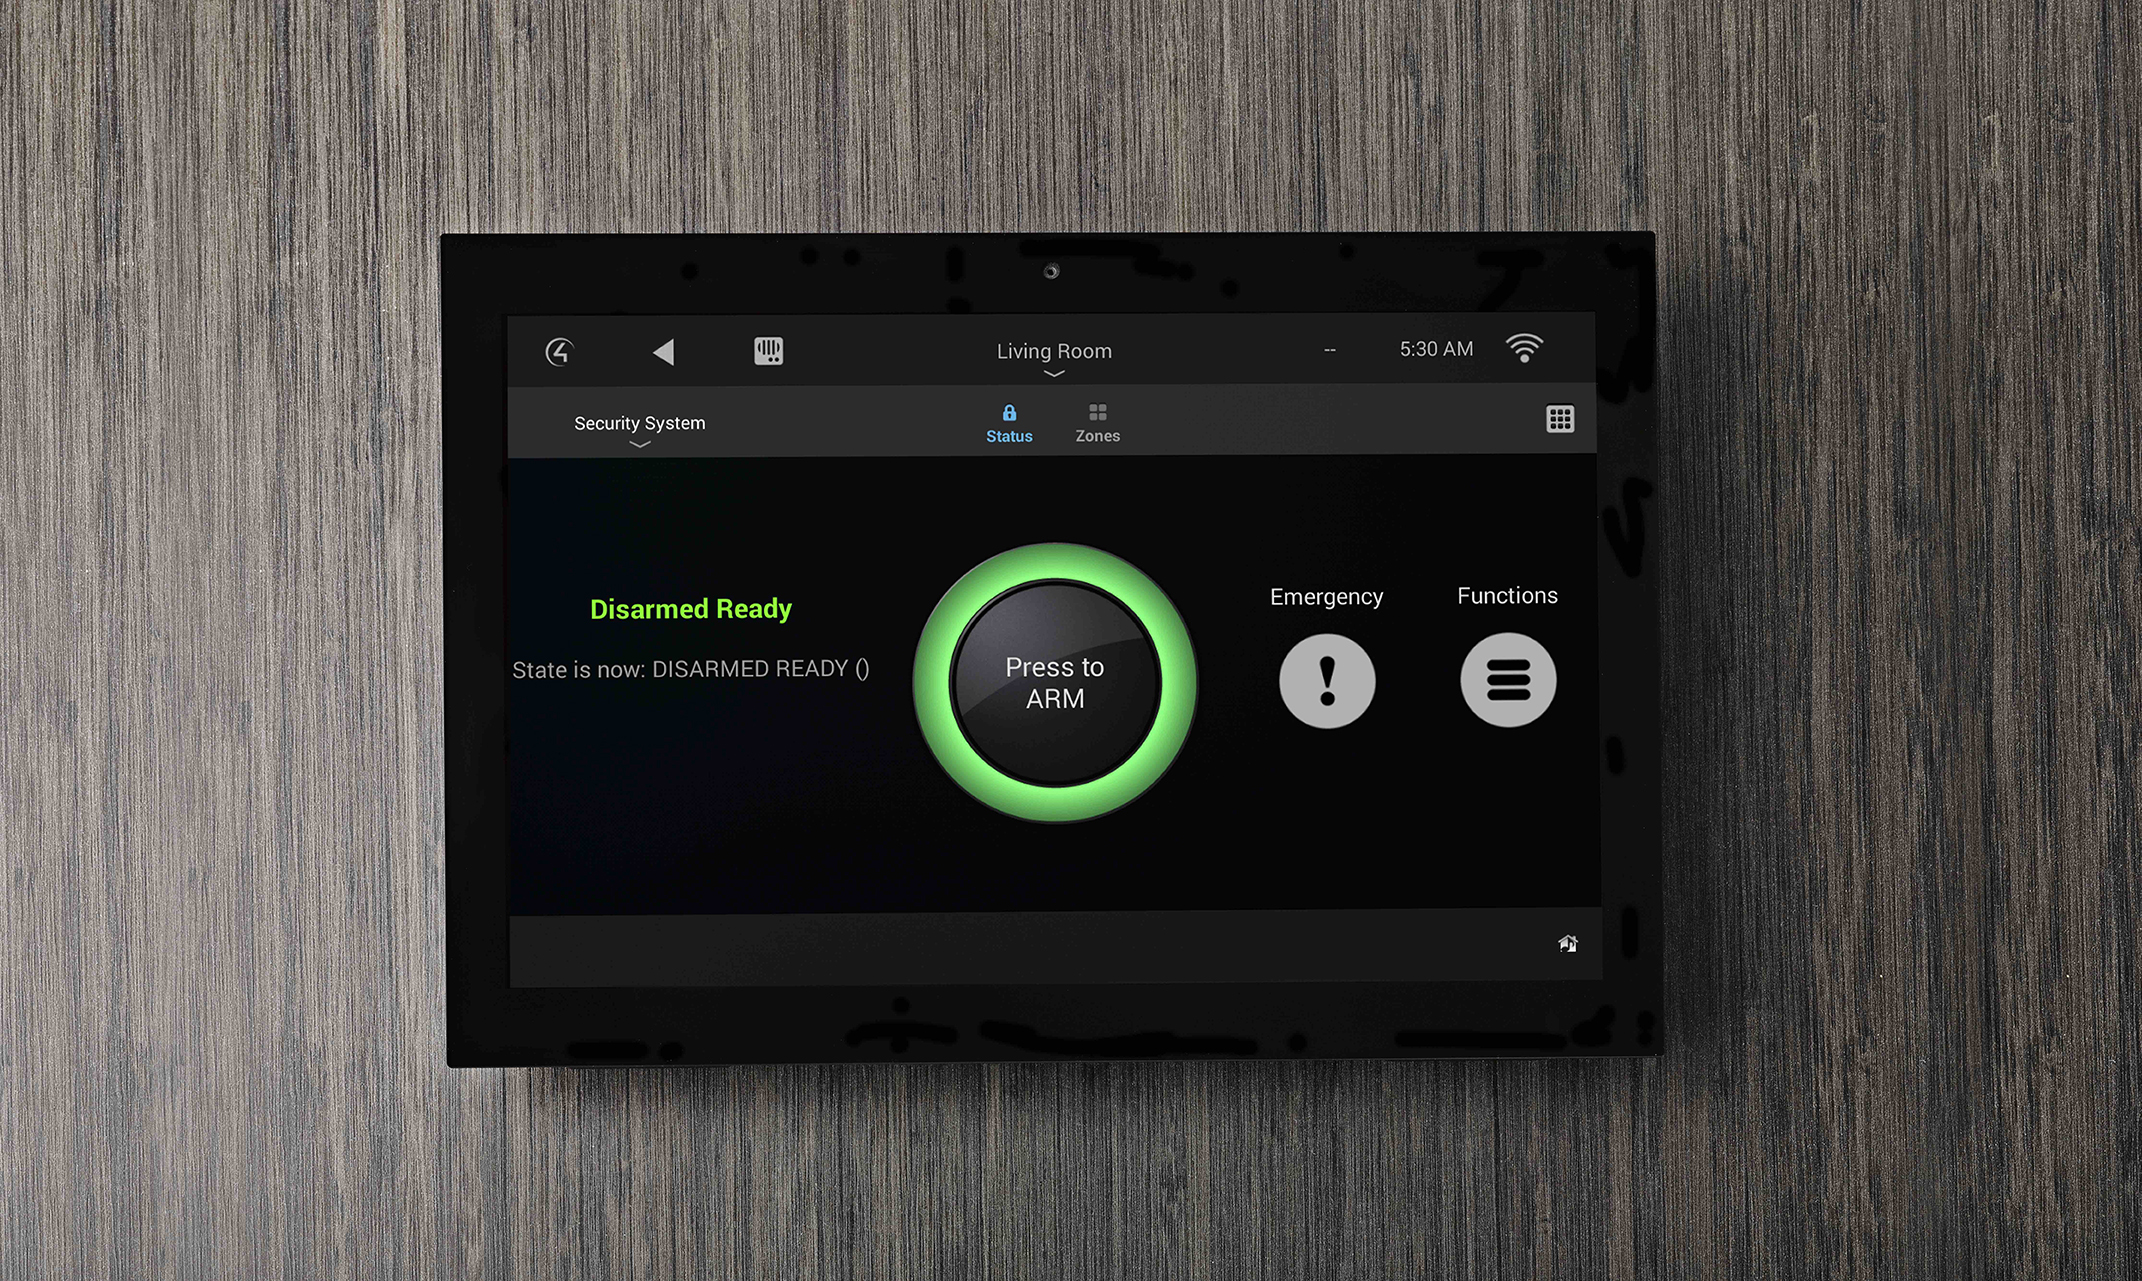 Living Room
--
5:30 AM
Security System
Status
Zones
Disarmed Ready
State is now: DISARMED READY ()
Press to
ARM
Emergency
!
Functions